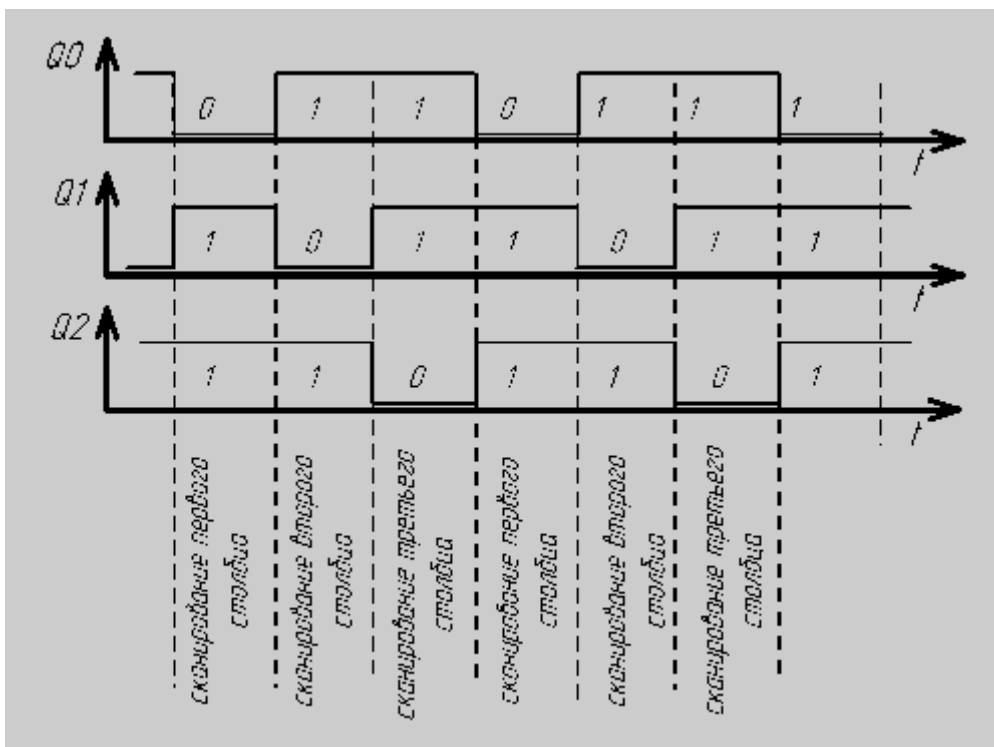 Q0
0 1 1 0 1 1 1
t
Q1
1 0 1 1 0 1 1
t
Q2
1 1 0 1 1 0 1
t
сканирование первого
столбца
сканирование второго
столбца
сканирование третьего
столбца
сканирование первого
столбца
сканирование второго
столбца
сканирование третьего
столбца